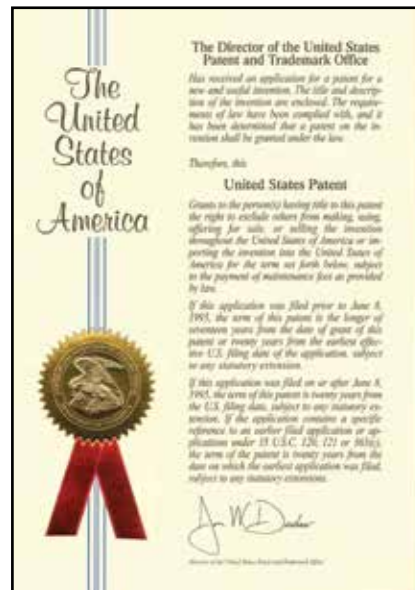 The
United
States
of
America
The Director of the United States
Patent and Trademark Office
Has received an application for a patent for a
new and useful invention. The title and descrip-
tion of the invention are enclosed. The require-
ments of law have been complied with, and it
has been determined that a patent on the in-
vention shall be granted under the law.
Therefore, this
United States Patent
Grants to the person(s) having title to this patent
the right to exclude others from making, using,
offering for sale, or selling the invention
throughout the United States of America or im-
porting the invention into the United States of
America for the term set forth below, subject
to the payment of maintenance fees as provided
by law.
If this application was filed prior to June 8,
1995, the term of this patent is the longer of
seventeen years from the date of grant of this
patent or twenty years from the earliest effec-
tive U.S. filing date of the application, subject
to any statutory extension.
If this application was filed on or after June 8,
1995, the term of this patent is twenty years from
the U.S. filing date, subject to any statutory ex-
tension. If the application contains a specific
reference to an earlier filed application or ap-
plications under 35 U.S.C. 120, 121 or 365(c),
the term of the patent is twenty years from the
date on which the earliest application was filed,
subject to any statutory extensions.
Director of the United States Patent and Trademark Office